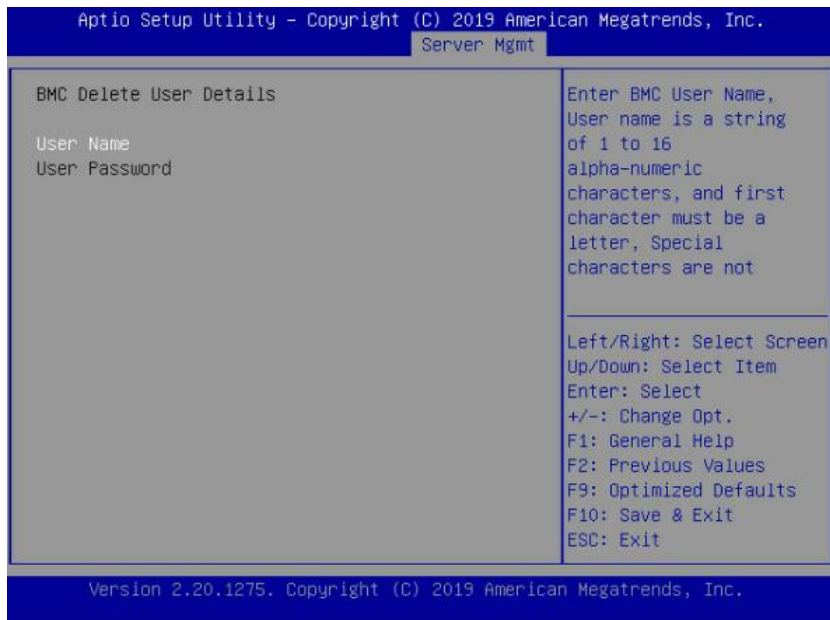 Aptio Setup Utility – Copyright (C) 2019 American Megatrends, Inc.
Server Mgmt
BMC Delete User Details
User Name
User Password
Enter BMC User Name,
User name is a string
of 1 to 16
alpha-numeric
characters, and first
character must be a
letter, Special
characters are not
Left/Right: Select Screen
Up/Down: Select Item
Enter: Select
+/-: Change Opt.
F1: General Help
F2: Previous Values
F9: Optimized Defaults
F10: Save & Exit
ESC: Exit
Version 2.20.1275. Copyright (C) 2019 American Megatrends, Inc.